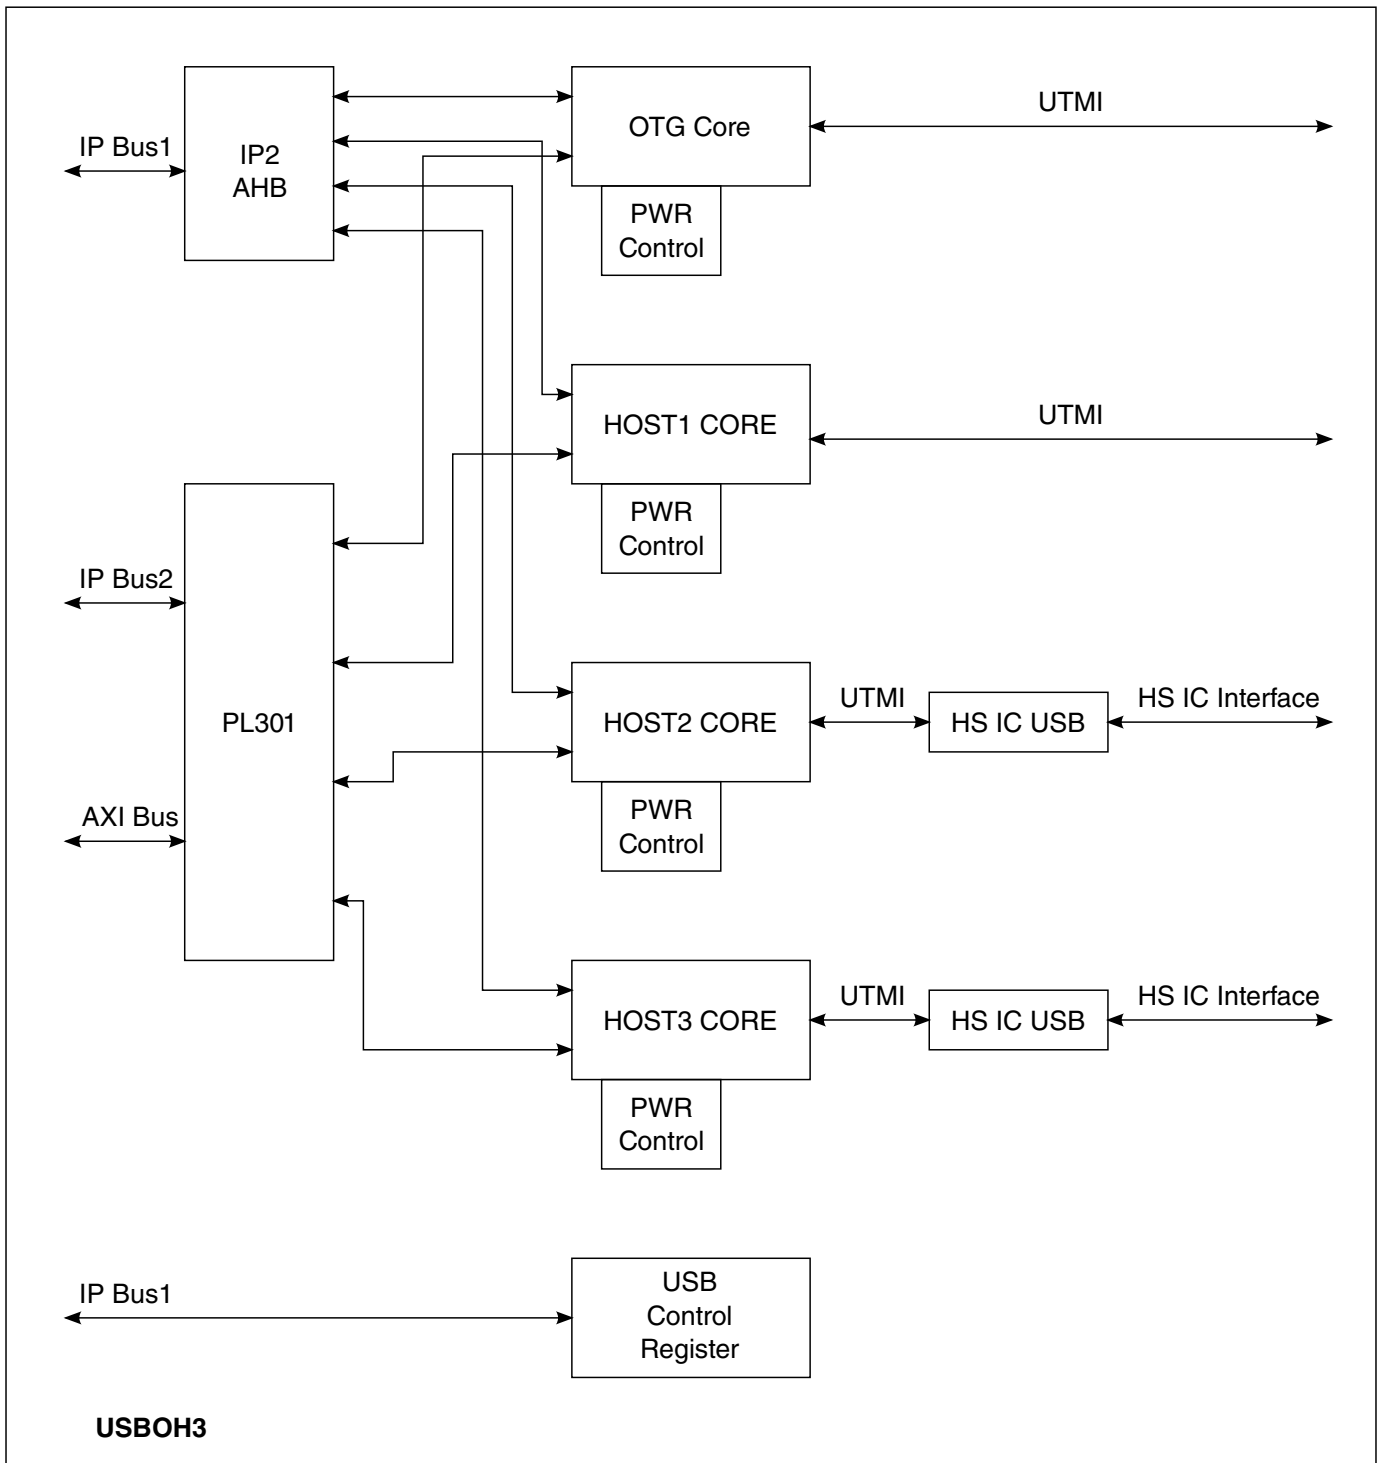 UTMI
OTG Core
IP Bus1
IP2
AHB
PWR
Control
UTMI
HOST1 CORE
PWR
Control
IP Bus2
PL301
UTMI
HS IC Interface
HOST2 CORE
HS IC USB
AXI Bus
PWR
Control
UTMI
HS IC Interface
HOST3 CORE
HS IC USB
PWR
Control
IP Bus1
USB
Control
Register
USBOH3